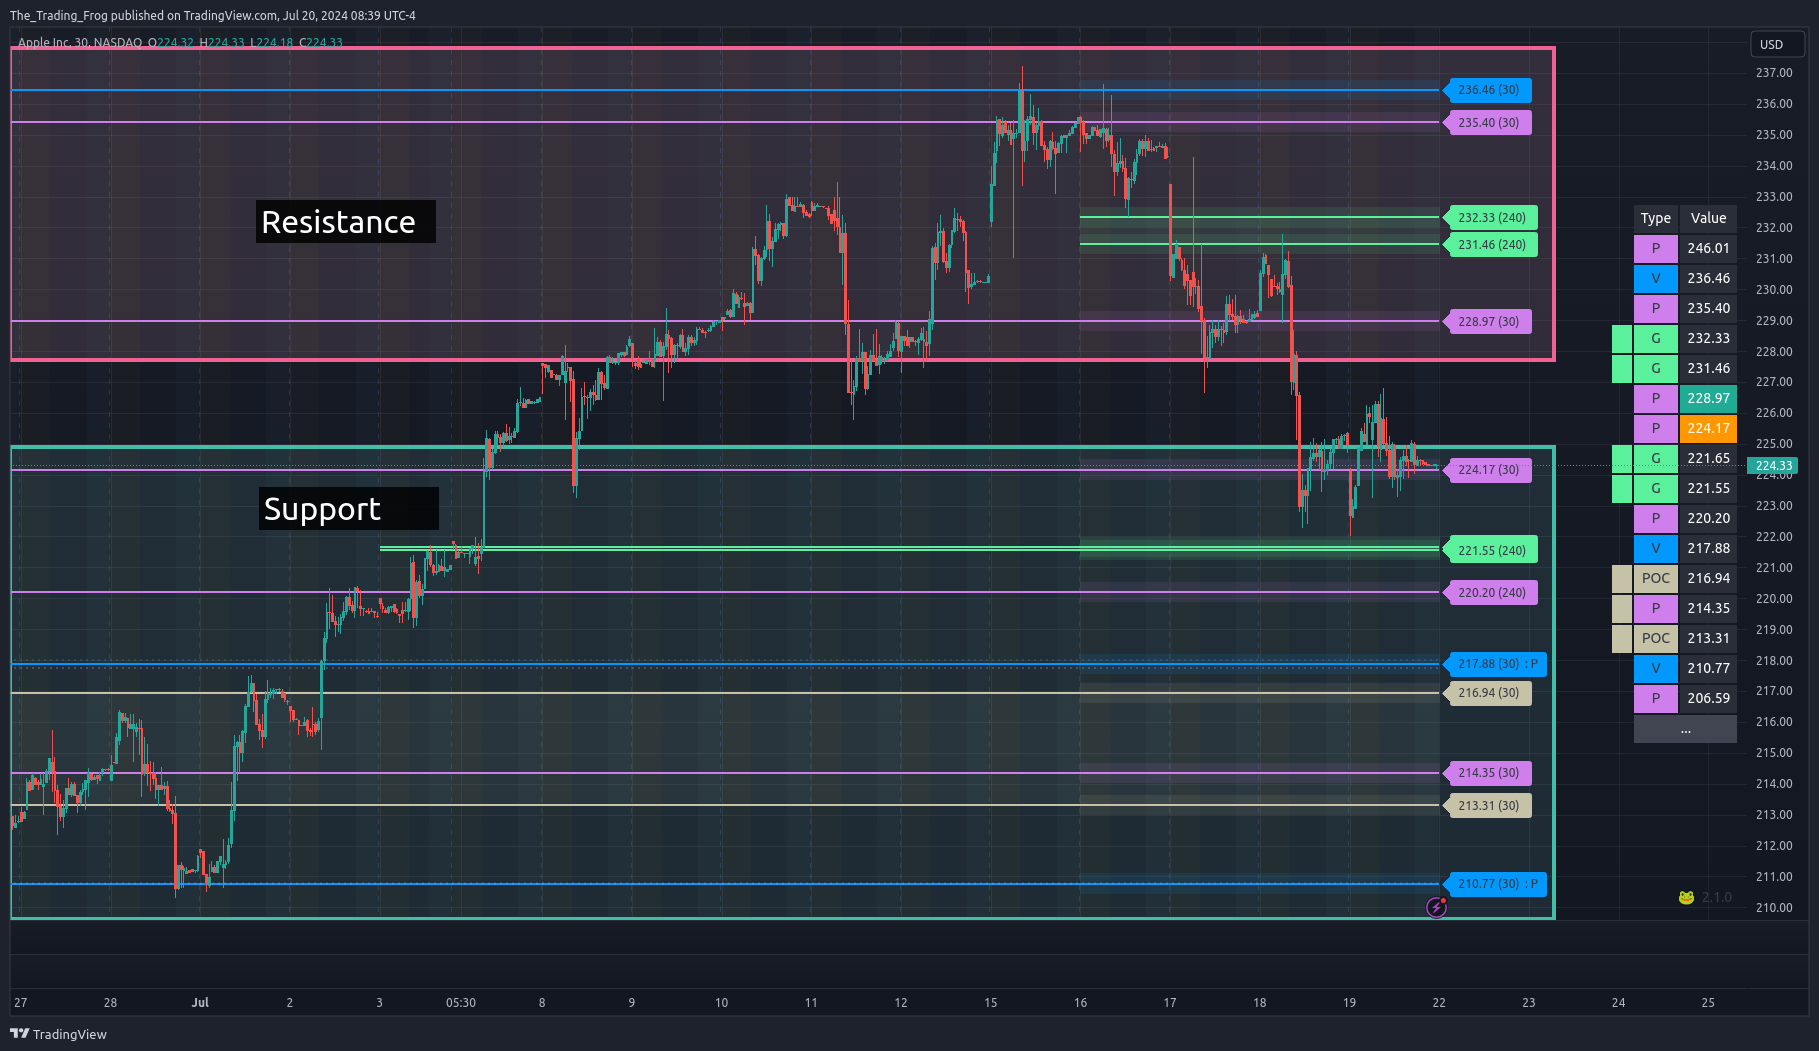 The_Trading_Frog published on TradingView.com, Jul 20, 2024 08:39 UTC-4
Apple Inc, 30, NASDAQ O224.32 H224.33 L224.18 C224.33
USD
237.00
236.00
235.00
234.00
233.00
232.00
231.00
230.00
229.00
228.00
227.00
226.00
225.00
224.33
224.00
223.00
222.00
221.00
220.00
219.00
218.00
217.00
216.00
215.00
214.00
213.00
212.00
211.00
210.00
236.46 (30)
235.40 (30)
Resistance
232.33 (240)
231.46 (240)
228.97 (30)
224.17 (30)
Support
221.55 (240)
220.20 (240)
217.88 (30) : P
216.94 (30)
214.35 (30)
213.31 (30)
210.77 (30) : P
Type Value
P 246.01
V 236.46
P 235.40
G 232.33
G 231.46
P 228.97
P 224.17
G 221.65
G 221.55
P 220.20
V 217.88
POC 216.94
P 214.35
POC 213.31
V 210.77
P 206.59
...
2.1.0
27 28 Jul 2 3 05:30 8 9 10 11 12 15 16 17 18 19 22 23 24 25
TradingView